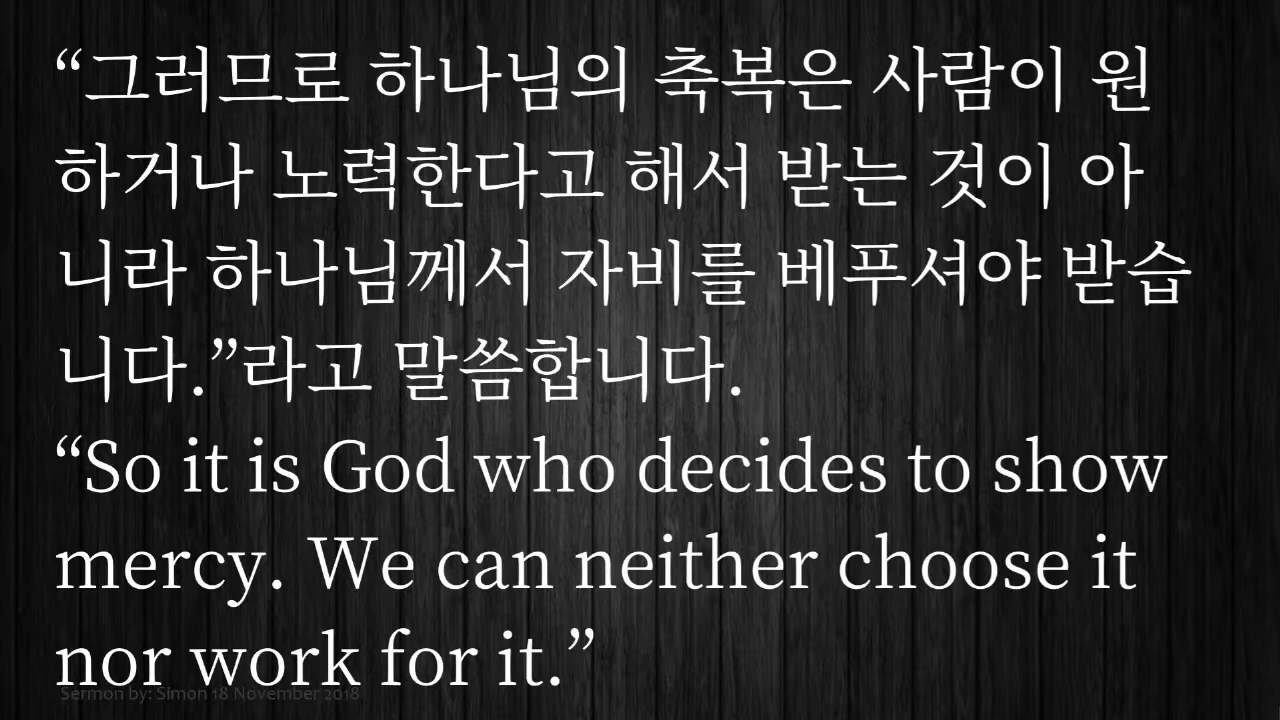 “그러므로 하나님의 축복은 사람이 원
하거나 노력한다고 해서 받는 것이 아
니라 하나님께서 자비를 베푸셔야 받습
니다.”라고 말씀합니다.
“So it is God who decides to show
mercy. We can neither choose it
nor work for it.”
Sermon by: Simon 18 November 2018